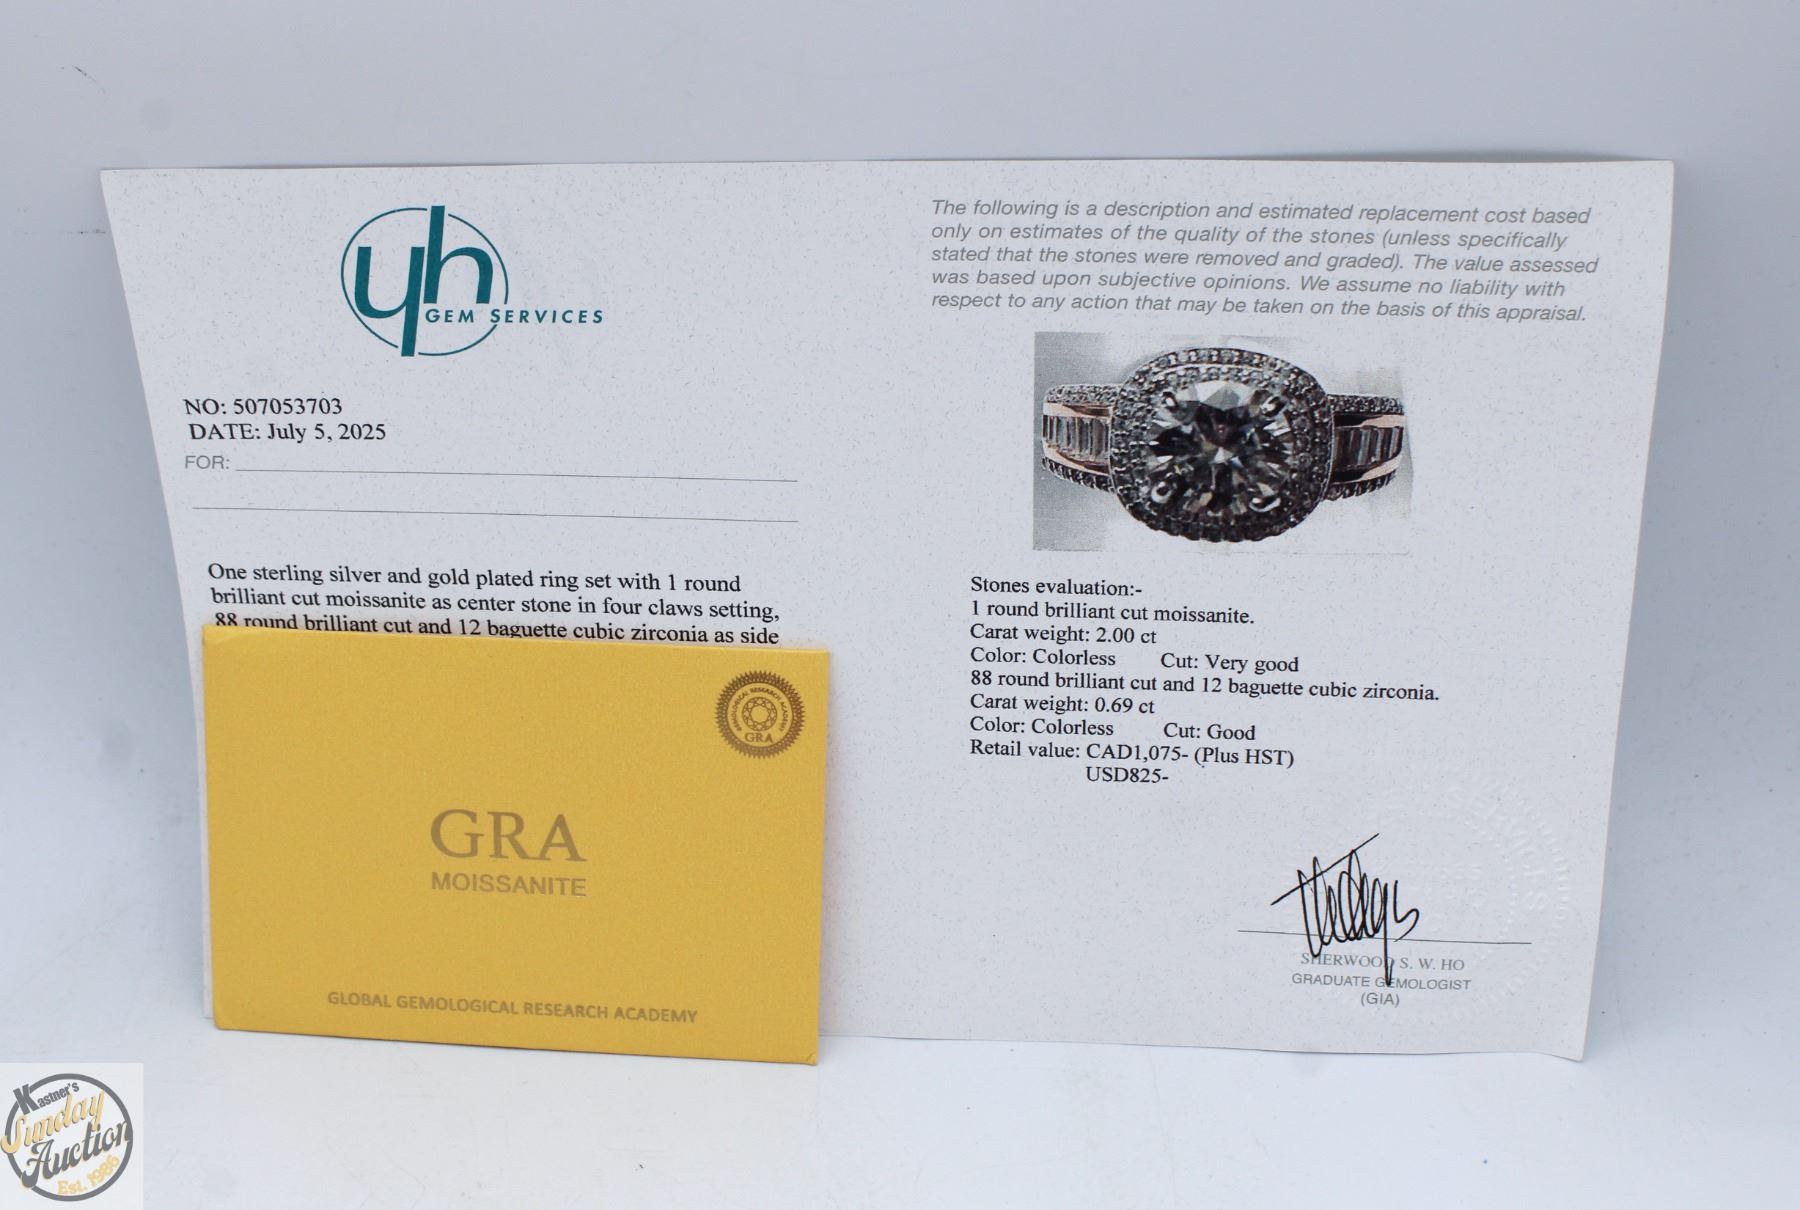 yh
GEM SERVICES
NO: 507053703
DATE: July 5, 2025
FOR:
One sterling silver and gold plated ring set with 1 round
brilliant cut moissanite as center stone in four claws setting,
88 round brilliant cut and 12 baguette cubic zirconia as side
GEMOLOGICAL RESEARCH ACADEMY
GRA
GRA
MOISSANITE
GLOBAL GEMOLOGICAL RESEARCH ACADEMY
The following is a description and estimated replacement cost based
only on estimates of the quality of the stones (unless specifically
stated that the stones were removed and graded). The value assessed
was based upon subjective opinions. We assume no liability with
respect to any action that may be taken on the basis of this appraisal.
Stones evaluation:-
1 round brilliant cut moissanite.
Carat weight: 2.00 ct
Color: Colorless Cut: Very good
88 round brilliant cut and 12 baguette cubic zirconia.
Carat weight: 0.69 ct
Color: Colorless Cut: Good
Retail value: CAD1,075- (Plus HST)
USD825-
SHERWOOD S. W. HO
GRADUATE GEMOLOGIST
(GIA)
Kastner's
Sunday
Auction
Est. 1986